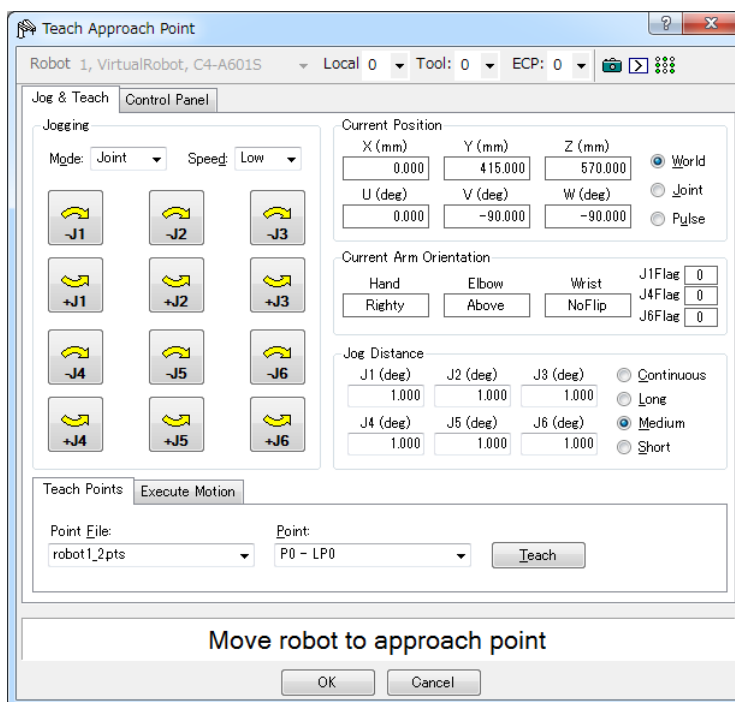 Teach Approach Point
Robot 1, VirtualRobot, C4-A601S Local 0 Tool: 0 ECP: 0
Jog & Teach Control Panel
Jogging
Mode: Joint Speed: Low
-J1 -J2 -J3
+J1 +J2 +J3
-J4 -J5 -J6
+J4 +J5 +J6
Current Position
X (mm) Y (mm) Z (mm)
0.000 415.000 570.000
U (deg) V (deg) W (deg)
0.000 -90.000 -90.000
World
Joint
Pulse
Current Arm Orientation
Hand Elbow Wrist
Righty Above NoFlip
J1Flag 0
J4Flag 0
J6Flag 0
Jog Distance
J1 (deg) J2 (deg) J3 (deg)
1.000 1.000 1.000
J4 (deg) J5 (deg) J6 (deg)
1.000 1.000 1.000
Continuous
Long
Medium
Short
Teach Points Execute Motion
Point File: Point:
robot1_2.pts P0 - LP0 Teach
Move robot to approach point
OK Cancel